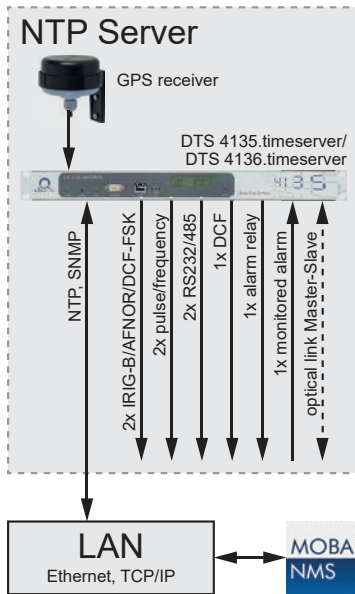 NTP Server
GPS receiver
DTS 4135.timeserver/
DTS 4136.timeserver
NTP, SNMP
2x IRIG-B/AFNOR/DCF-FSK
2x pulse/frequency
2x RS232/485
1x DCF
1x alarm relay
1x monitored alarm
optical link Master-Slave
LAN
Ethernet, TCP/IP
MOBA
NMS